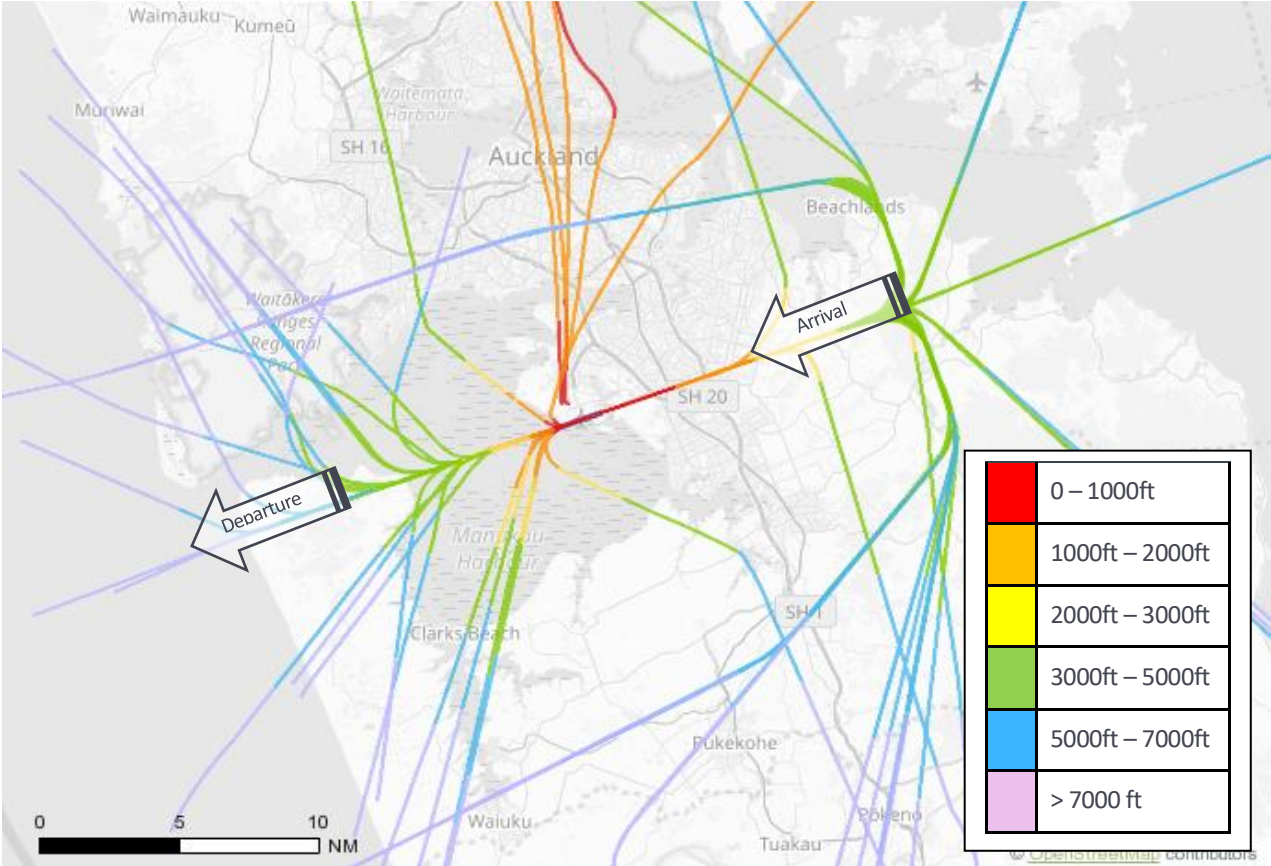 Waimauku
Kumeū
Muriwai
Waitematā
Harbour
SH 16
Auckland
Beachlands
Waitākere
Ranges
Regional
Park
Arrival
SH 20
Departure
Manukau
Harbour
Clarks Beach
SH 1
Pukekohe
Waiuku
Pōkeno
Tuakau
0 – 1000ft
1000ft – 2000ft
2000ft – 3000ft
3000ft – 5000ft
5000ft – 7000ft
> 7000 ft
0 5 10
NM
© OpenStreetMap contributors